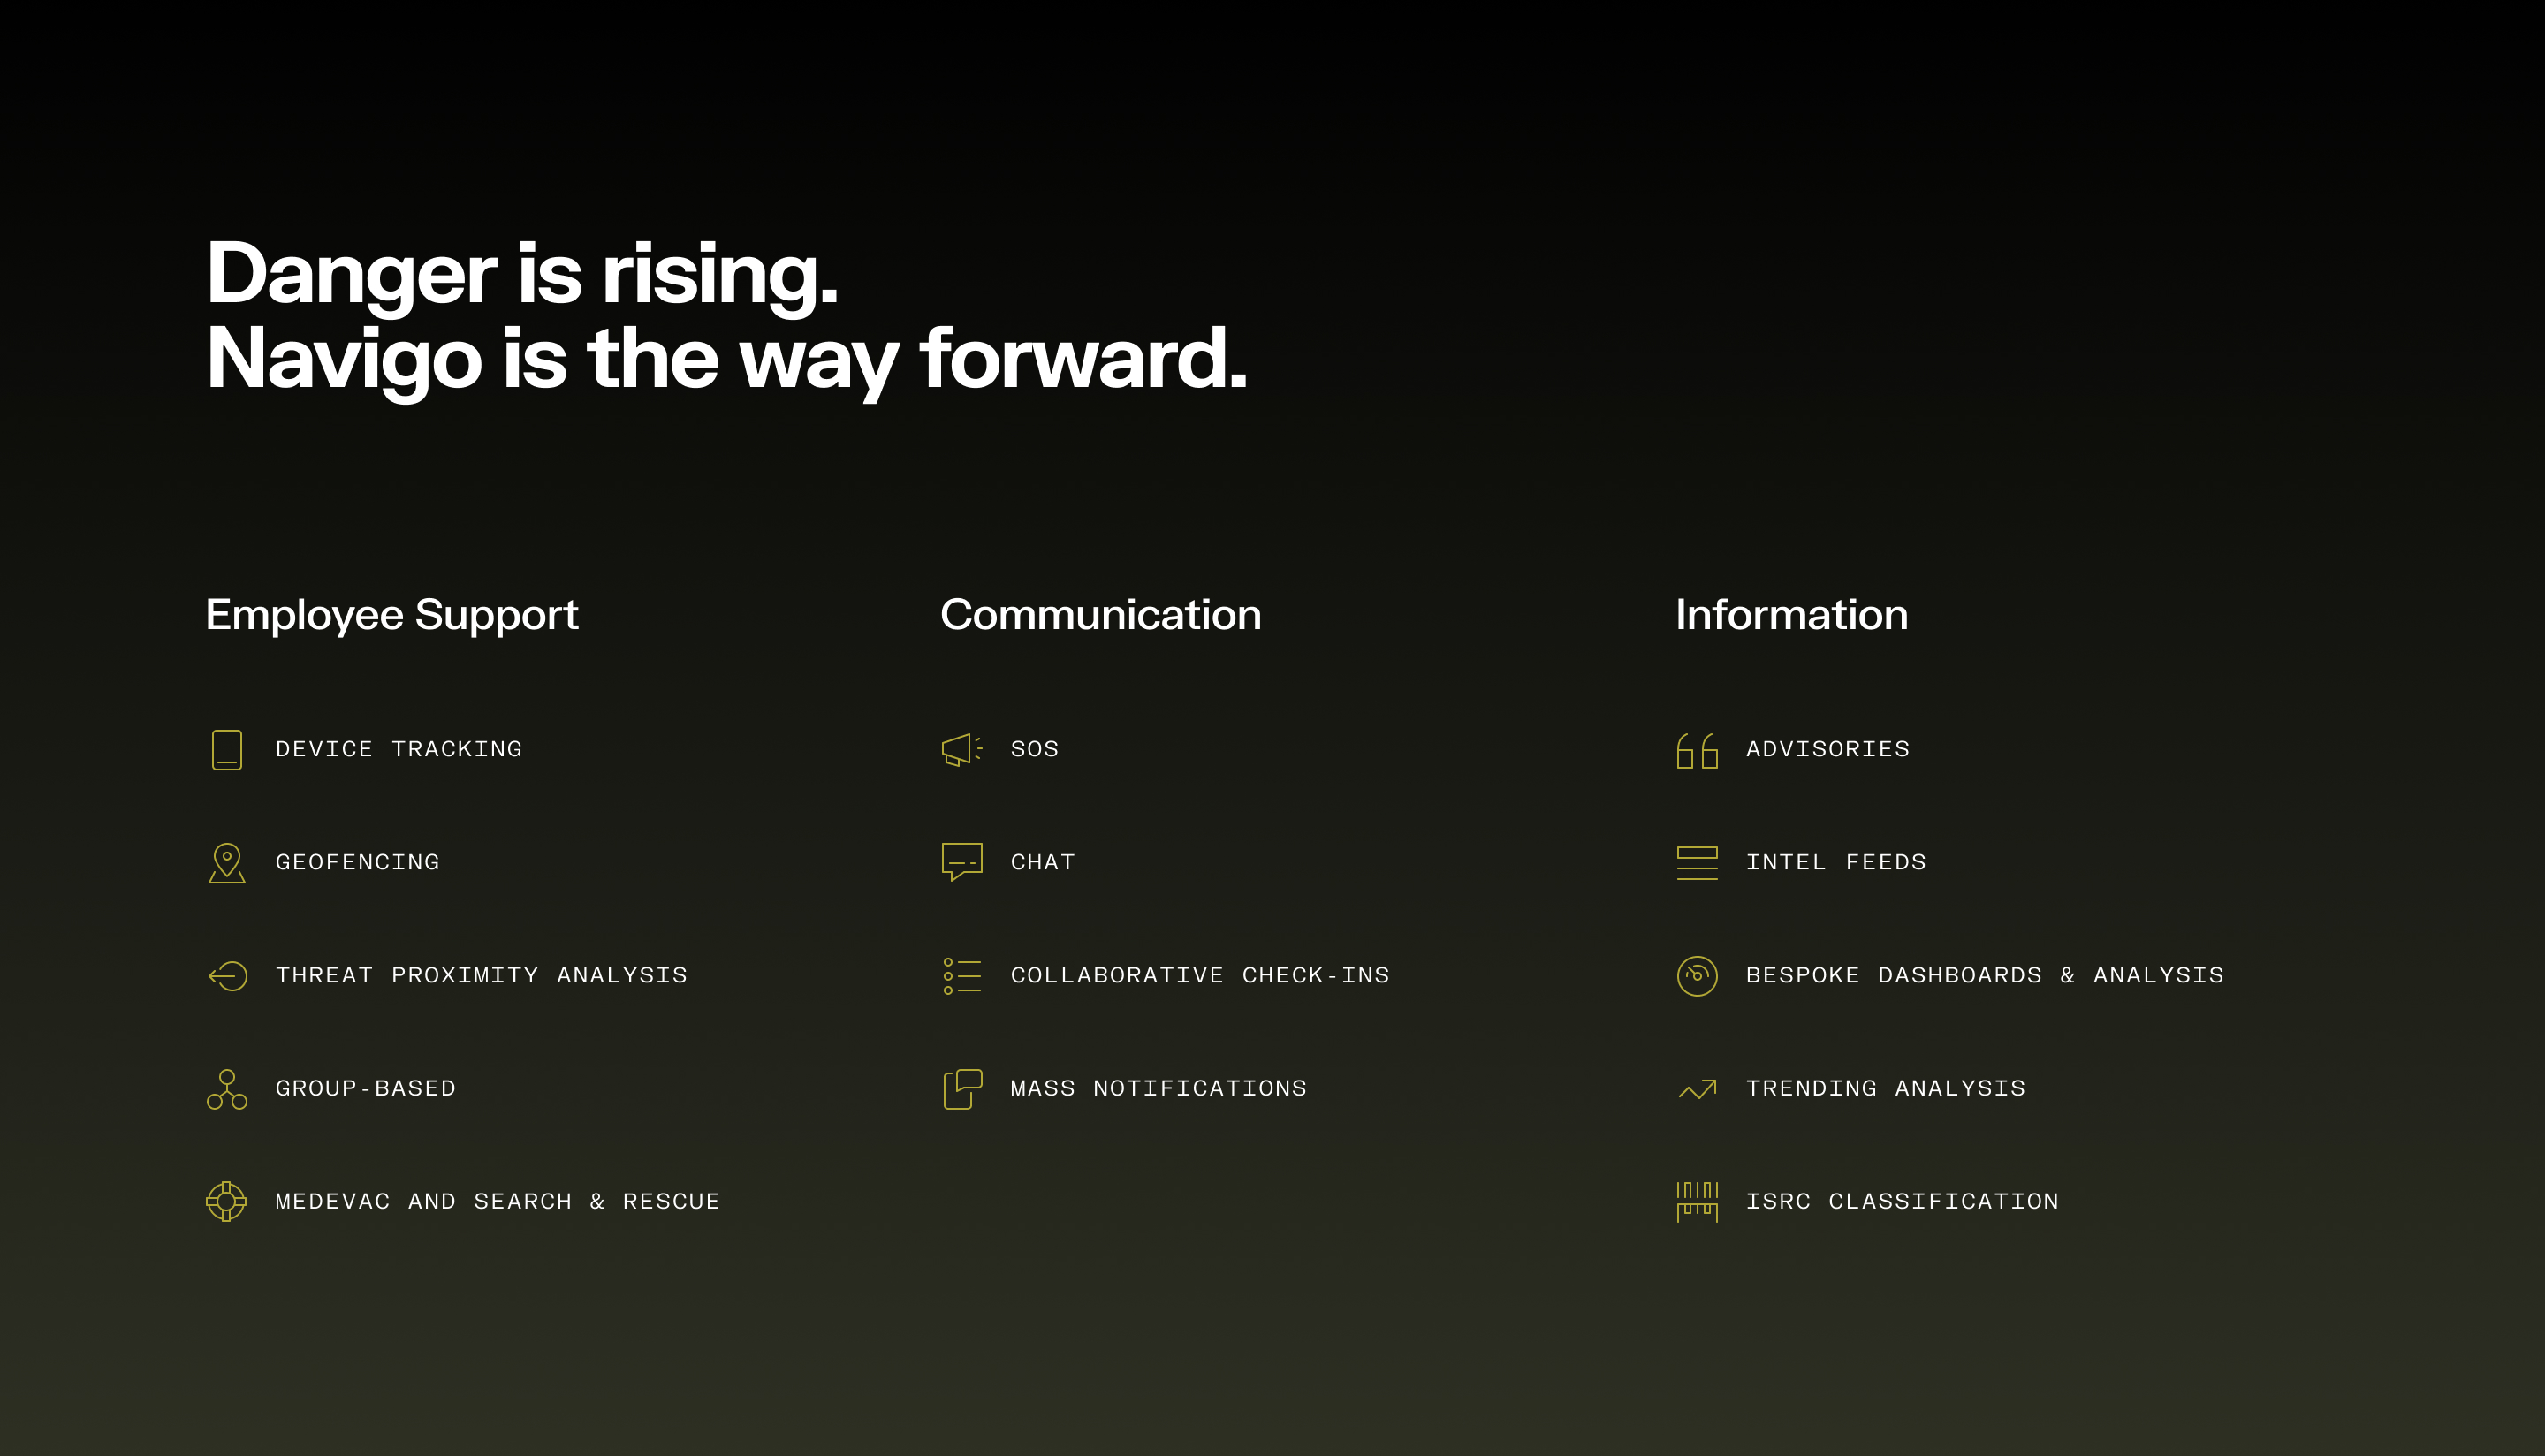 Danger is rising.
Navigo is the way forward.
Employee Support
DEVICE TRACKING
GEOFENCING
THREAT PROXIMITY ANALYSIS
GROUP-BASED
MEDEVAC AND SEARCH & RESCUE
Communication
SOS
CHAT
COLLABORATIVE CHECK-INS
MASS NOTIFICATIONS
Information
ADVISORIES
INTEL FEEDS
BESPOKE DASHBOARDS & ANALYSIS
TRENDING ANALYSIS
ISRC CLASSIFICATION